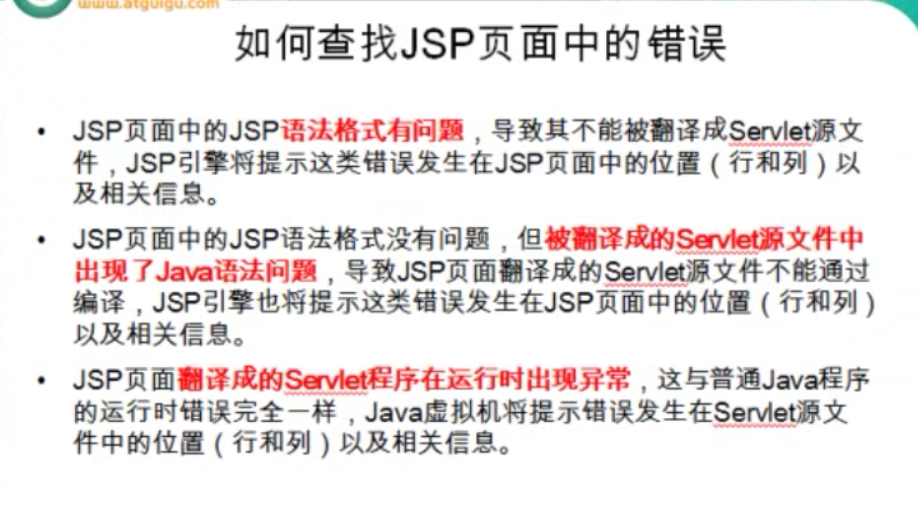 www.atguigu.com
如何查找JSP页面中的错误
• JSP页面中的JSP语法格式有问题，导致其不能被翻译成Servlet源文
件，JSP引擎将提示这类错误发生在JSP页面中的位置（行和列）以
及相关信息。
• JSP页面中的JSP语法格式没有问题，但被翻译成的Servlet源文件中
出现了Java语法问题，导致JSP页面翻译成的Servlet源文件不能通过
编译，JSP引擎也将提示这类错误发生在JSP页面中的位置（行和列）
以及相关信息。
• JSP页面翻译成的Servlet程序在运行时出现异常，这与普通Java程序
的运行时错误完全一样，Java虚拟机将提示错误发生在Servlet源文
件中的位置（行和列）以及相关信息。